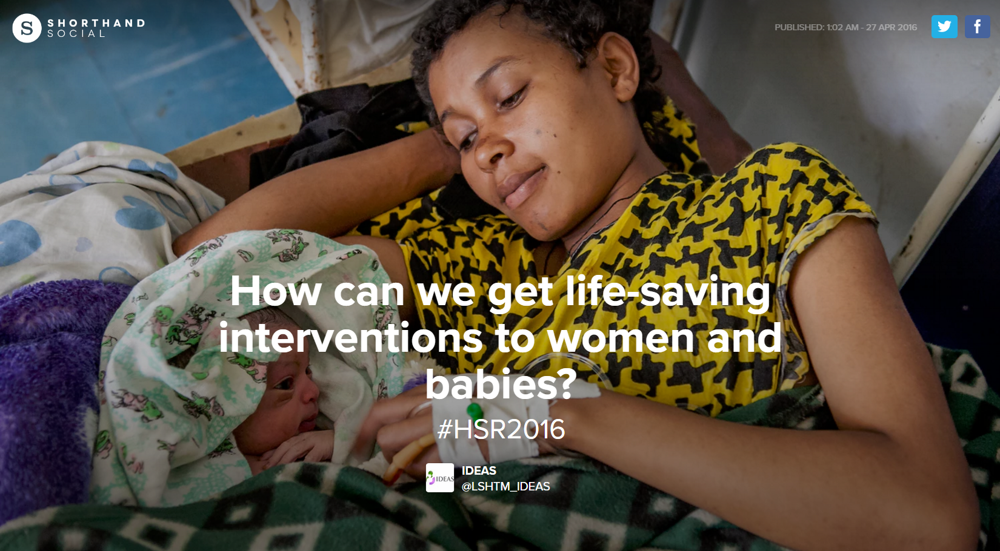 SHORTHAND
SOCIAL
PUBLISHED: 1:02 AM - 27 APR 2016
How can we get life-saving
interventions to women and
babies?
#HSR2016
IDEAS
IDEAS
@LSHTM_IDEAS